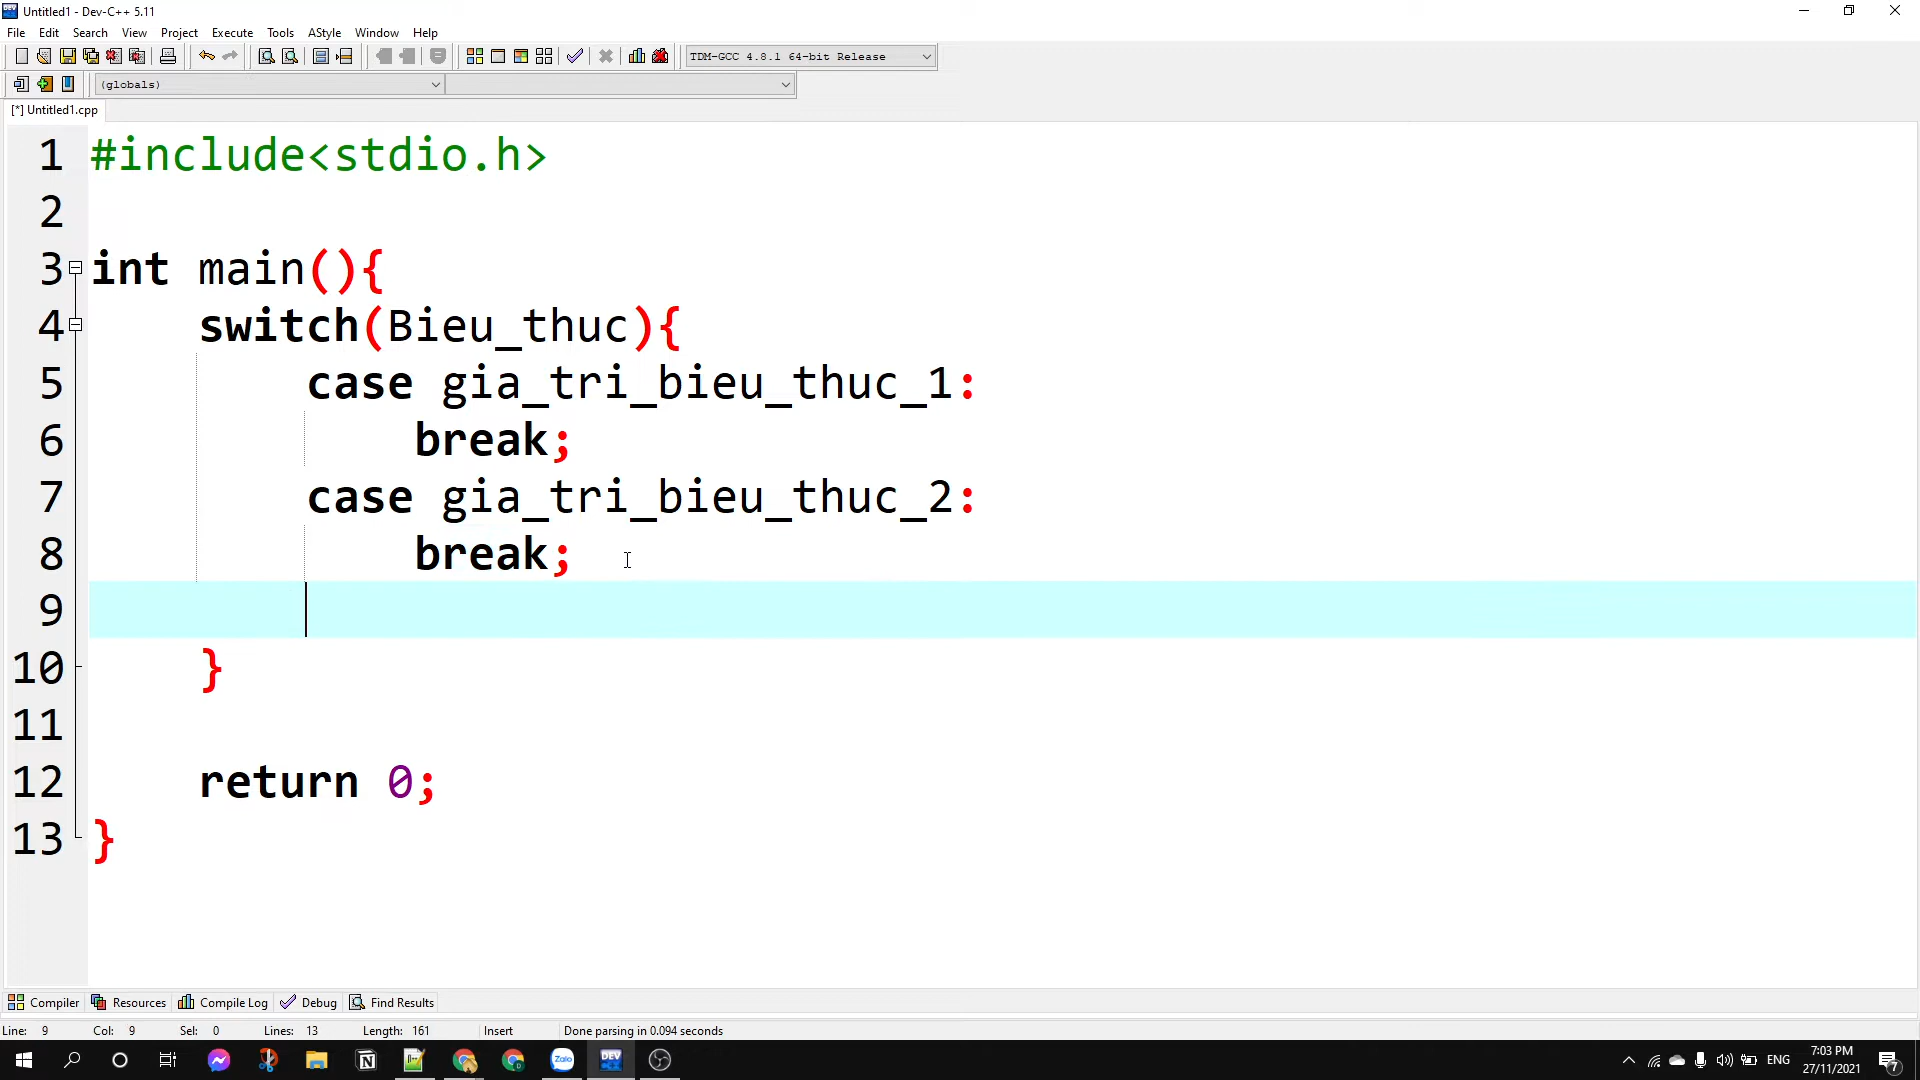 Untitled1 - Dev-C++ 5.11
File Edit Search View Project Execute Tools AStyle Window Help
TDM-GCC 4.8.1 64-bit Release
(globals)
[*] Untitled1.cpp
1 #include<stdio.h>
2
3 int main(){
4 switch(Bieu_thuc){
5 case gia_tri_bieu_thuc_1:
6 break;
7 case gia_tri_bieu_thuc_2:
8 break;
9
10 }
11
12 return 0;
13 }
Compiler Resources Compile Log Debug Find Results
Line: 9 Col: 9 Sel: 0 Lines: 13 Length: 161 Insert Done parsing in 0.094 seconds
Zalo DEV ENG 7:03 PM
27/11/2021 7